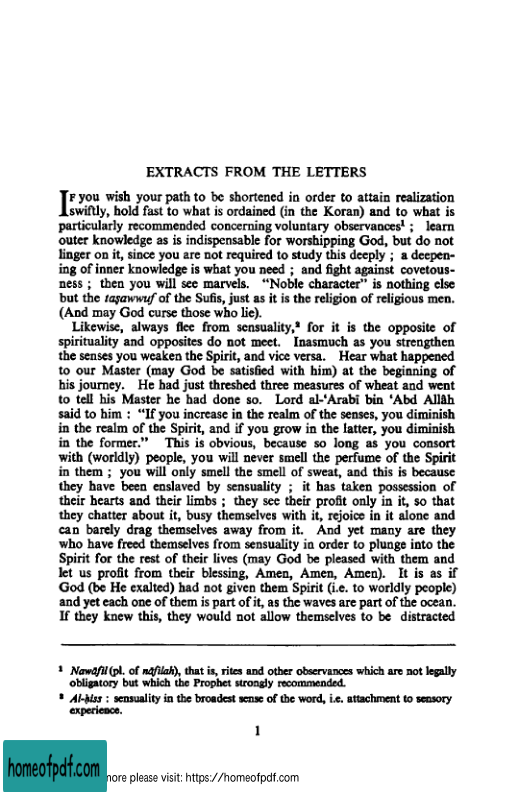 EXTRACTS FROM THE LETTERS
IF you wish your path to be shortened in order to attain realization
swiftly, hold fast to what is ordained (in the Koran) and to what is
particularly recommended concerning voluntary observances¹ ; learn
outer knowledge as is indispensable for worshipping God, but do not
linger on it, since you are not required to study this deeply ; a deepen-
ing of inner knowledge is what you need ; and fight against covetous-
ness ; then you will see marvels. "Noble character" is nothing else
but the taṣawwuf of the Sufis, just as it is the religion of religious men.
(And may God curse those who lie).
Likewise, always flee from sensuality,² for it is the opposite of
spirituality and opposites do not meet. Inasmuch as you strengthen
the senses you weaken the Spirit, and vice versa. Hear what happened
to our Master (may God be satisfied with him) at the beginning of
his journey. He had just threshed three measures of wheat and went
to tell his Master he had done so. Lord al-'Arabī bin 'Abd Allāh
said to him : "If you increase in the realm of the senses, you diminish
in the realm of the Spirit, and if you grow in the latter, you diminish
in the former." This is obvious, because so long as you consort
with (worldly) people, you will never smell the perfume of the Spirit
in them ; you will only smell the smell of sweat, and this is because
they have been enslaved by sensuality ; it has taken possession of
their hearts and their limbs ; they see their profit only in it, so that
they chatter about it, busy themselves with it, rejoice in it alone and
can barely drag themselves away from it. And yet many are they
who have freed themselves from sensuality in order to plunge into the
Spirit for the rest of their lives (may God be pleased with them and
let us profit from their blessing, Amen, Amen, Amen). It is as if
God (be He exalted) had not given them Spirit (i.e. to worldly people)
and yet each one of them is part of it, as the waves are part of the ocean.
If they knew this, they would not allow themselves to be distracted
¹ Nawāfil (pl. of nāfilah), that is, rites and other observances which are not legally
obligatory but which the Prophet strongly recommended.
² Al-ḥiss : sensuality in the broadest sense of the word, i.e. attachment to sensory
experience.
1
homeofpdf.com
more please visit: https://homeofpdf.com